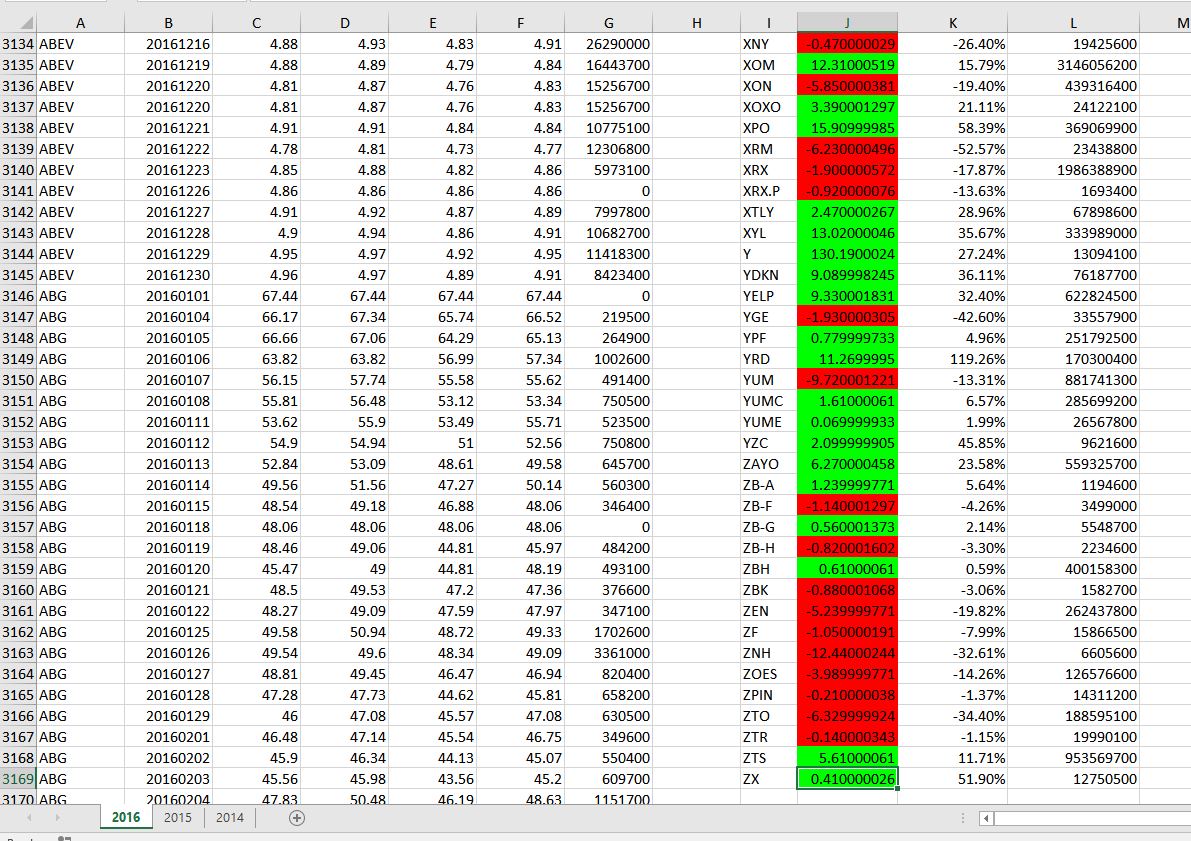 A B C D E F G H I J K L M
3134 ABEV 20161216 4.88 4.93 4.83 4.91 26290000 XNY -0.470000029 -26.40% 19425600
3135 ABEV 20161219 4.88 4.89 4.79 4.84 16443700 XOM 12.31000519 15.79% 3146056200
3136 ABEV 20161220 4.81 4.87 4.76 4.83 15256700 XON -5.850000381 -19.40% 439316400
3137 ABEV 20161220 4.81 4.87 4.76 4.83 15256700 XOXO 3.390001297 21.11% 24122100
3138 ABEV 20161221 4.91 4.91 4.84 4.84 10775100 XPO 15.90999985 58.39% 369069900
3139 ABEV 20161222 4.78 4.81 4.73 4.77 12306800 XRM -6.230000496 -52.57% 23438800
3140 ABEV 20161223 4.85 4.88 4.82 4.86 5973100 XRX -1.900000572 -17.87% 1986388900
3141 ABEV 20161226 4.86 4.86 4.86 4.86 0 XRX.P -0.920000076 -13.63% 1693400
3142 ABEV 20161227 4.91 4.92 4.87 4.89 7997800 XTLY 2.470000267 28.96% 67898600
3143 ABEV 20161228 4.9 4.94 4.86 4.91 10682700 XYL 13.02000046 35.67% 333989000
3144 ABEV 20161229 4.95 4.97 4.92 4.95 11418300 Y 130.1900024 27.24% 13094100
3145 ABEV 20161230 4.96 4.97 4.89 4.91 8423400 YDKN 9.089998245 36.11% 76187700
3146 ABG 20160101 67.44 67.44 67.44 67.44 0 YELP 9.330001831 32.40% 622824500
3147 ABG 20160104 66.17 67.34 65.74 66.52 219500 YGE -1.930000305 -42.60% 33557900
3148 ABG 20160105 66.66 67.06 64.29 65.13 264900 YPF 0.779999733 4.96% 251792500
3149 ABG 20160106 63.82 63.82 56.99 57.34 1002600 YRD 11.2699995 119.26% 170300400
3150 ABG 20160107 56.15 57.74 55.58 55.62 491400 YUM -9.720001221 -13.31% 881741300
3151 ABG 20160108 55.81 56.48 53.12 53.34 750500 YUMC 1.61000061 6.57% 285699200
3152 ABG 20160111 53.62 55.9 53.49 55.71 523500 YUME 0.069999933 1.99% 26567800
3153 ABG 20160112 54.9 54.94 51 52.56 750800 YZC 2.099999905 45.85% 9621600
3154 ABG 20160113 52.84 53.09 48.61 49.58 645700 ZAYO 6.270000458 23.58% 559325700
3155 ABG 20160114 49.56 51.56 47.27 50.14 560300 ZB-A 1.239999771 5.64% 1194600
3156 ABG 20160115 48.54 49.18 46.88 48.06 346400 ZB-F -1.140001297 -4.26% 3499000
3157 ABG 20160118 48.06 48.06 48.06 48.06 0 ZB-G 0.560001373 2.14% 5548700
3158 ABG 20160119 48.46 49.06 44.81 45.97 484200 ZB-H -0.820001602 -3.30% 2234600
3159 ABG 20160120 45.47 49 44.81 48.19 493100 ZBH 0.61000061 0.59% 400158300
3160 ABG 20160121 48.5 49.53 47.2 47.36 376600 ZBK -0.880001068 -3.06% 1582700
3161 ABG 20160122 48.27 49.09 47.59 47.97 347100 ZEN -5.239999771 -19.82% 262437800
3162 ABG 20160125 49.58 50.94 48.72 49.33 1702600 ZF -1.050000191 -7.99% 15866500
3163 ABG 20160126 49.54 49.6 48.34 49.09 3361000 ZNH -12.44000244 -32.61% 6605600
3164 ABG 20160127 48.81 49.45 46.47 46.94 820400 ZOES -3.989999771 -14.26% 126576600
3165 ABG 20160128 47.28 47.73 44.62 45.81 658200 ZPIN -0.210000038 -1.37% 14311200
3166 ABG 20160129 46 47.08 45.57 47.08 630500 ZTO -6.329999924 -34.40% 188595100
3167 ABG 20160201 46.48 47.14 45.54 46.75 349600 ZTR -0.140000343 -1.15% 19990100
3168 ABG 20160202 45.9 46.34 44.13 45.07 550400 ZTS 5.61000061 11.71% 953569700
3169 ABG 20160203 45.56 45.98 43.56 45.2 609700 ZX 0.410000026 51.90% 12750500
3170 ABG 20160204 47.83 50.48 46.19 48.63 1151700
2016 2015 2014